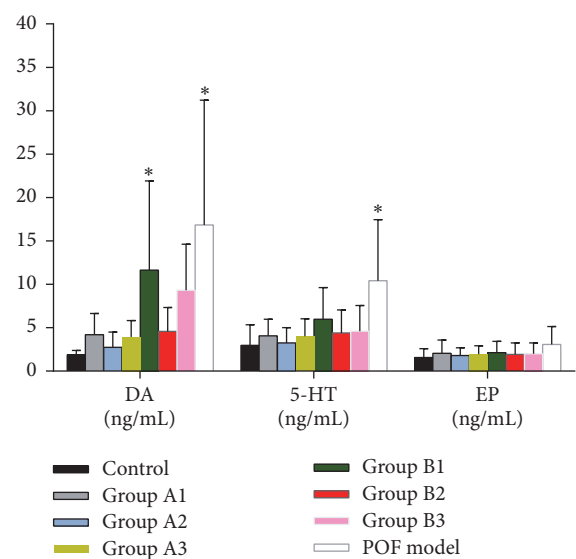 40
35
30
25
20
15
10
5
0
*
*
*
DA
(ng/mL)
5-HT
(ng/mL)
EP
(ng/mL)
Control
Group A1
Group A2
Group A3
Group B1
Group B2
Group B3
POF model